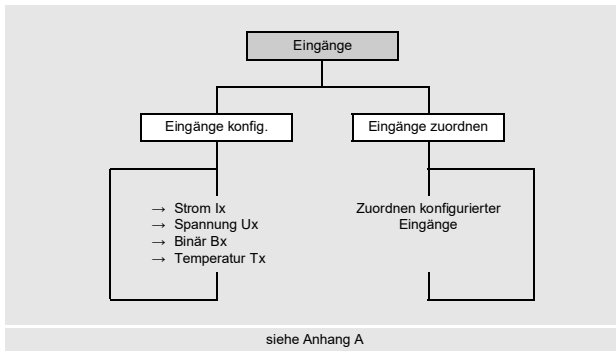 Eingänge
Eingänge konfig.
Eingänge zuordnen
→ Strom Ix
→ Spannung Ux
→ Binär Bx
→ Temperatur Tx
Zuordnen konfigurierter
Eingänge
siehe Anhang A